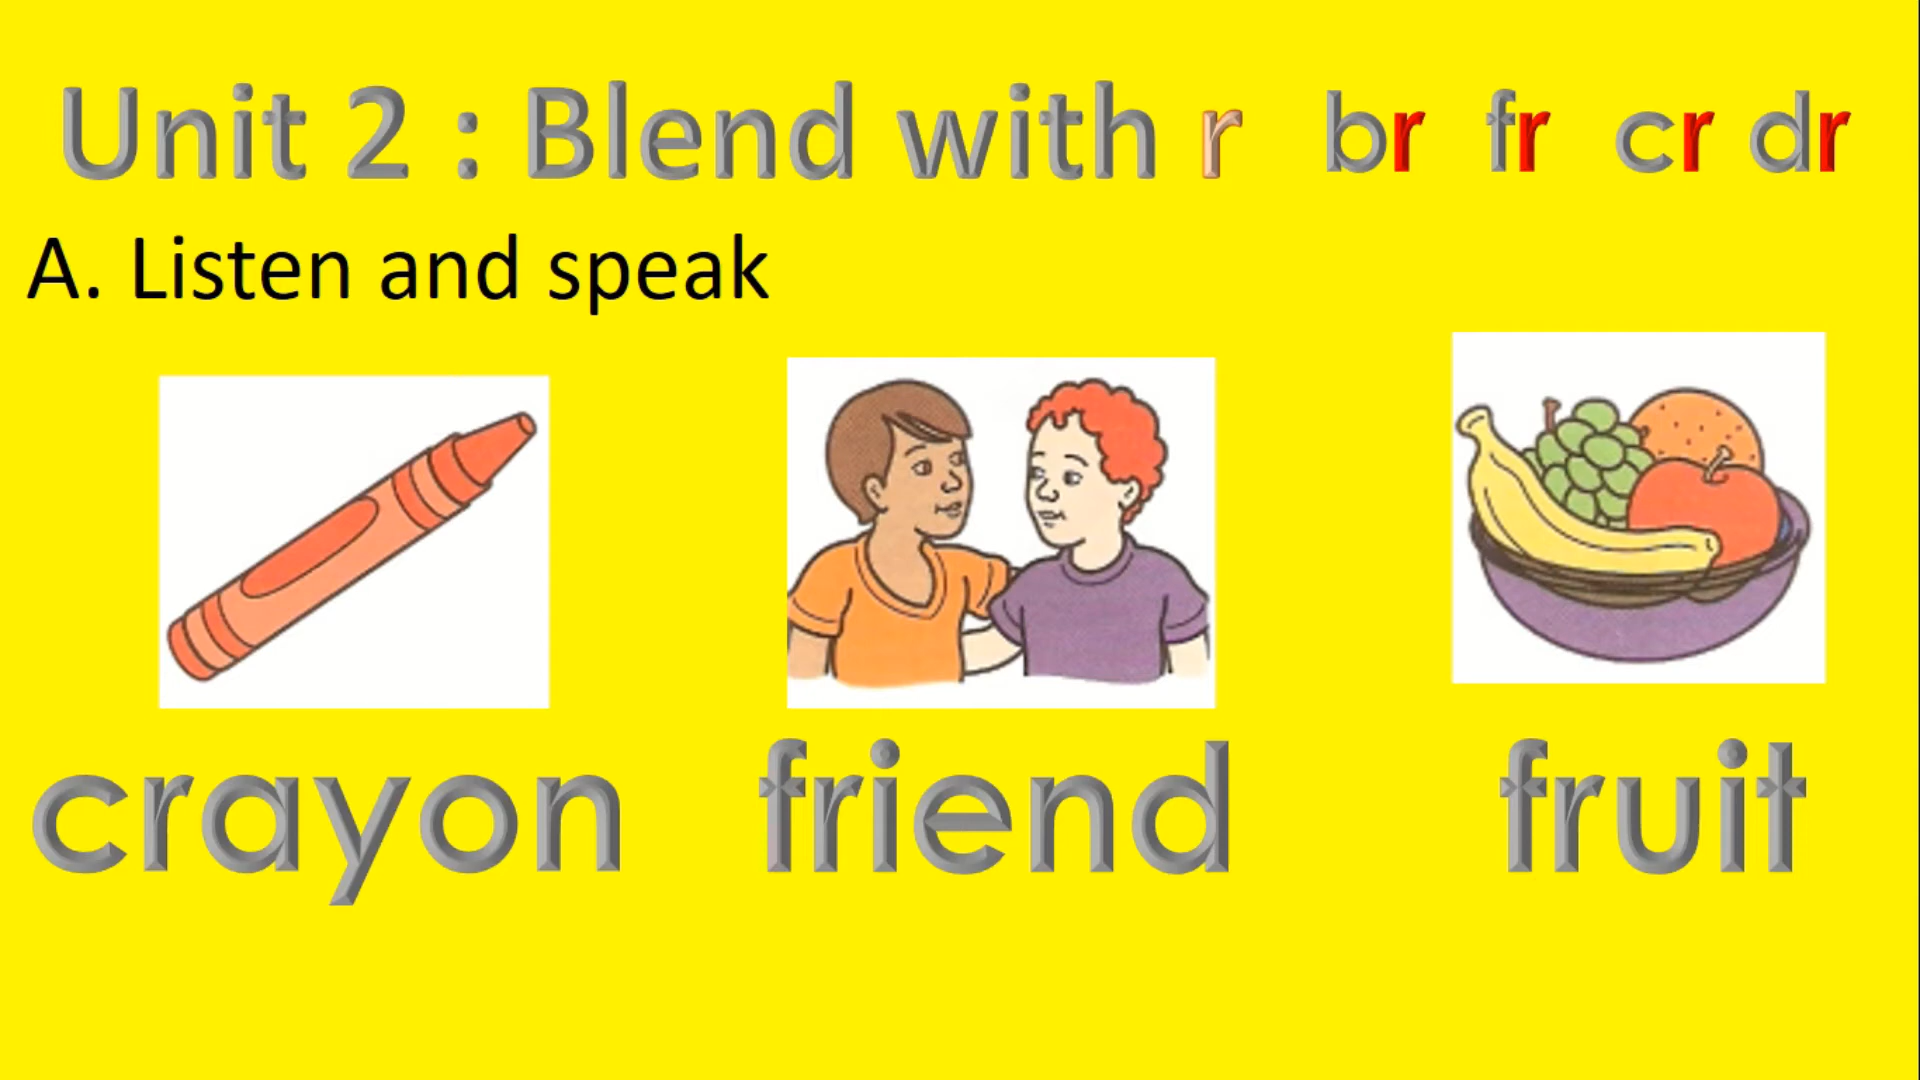 Unit 2 : Blend with r br fr cr dr
A. Listen and speak
crayon friend fruit